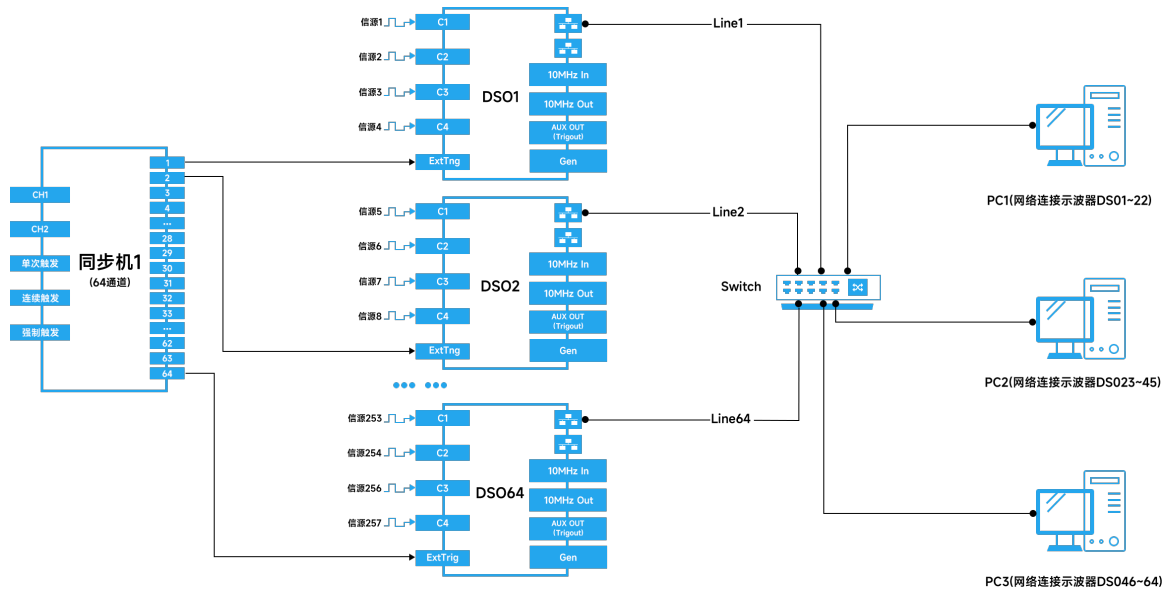 CH1
CH2
单次触发
连续触发
强制触发
同步机1
(64通道)
1
2
3
4
...
28
29
30
31
32
33
...
62
63
64
信源1
信源2
信源3
信源4
C1
C2
C3
C4
ExtTng
DSO1
10MHz In
10MHz Out
AUX OUT
(Trigout)
Gen
Line1
信源5
信源6
信源7
信源8
C1
C2
C3
C4
ExtTng
DSO2
10MHz In
10MHz Out
AUX OUT
(Trigout)
Gen
Line2
信源253
信源254
信源256
信源257
C1
C2
C3
C4
ExtTrig
DSO64
10MHz In
10MHz Out
AUX OUT
(Trigout)
Gen
Line64
Switch
PC1(网络连接示波器DS01~22)
PC2(网络连接示波器DS023~45)
PC3(网络连接示波器DS046~64)